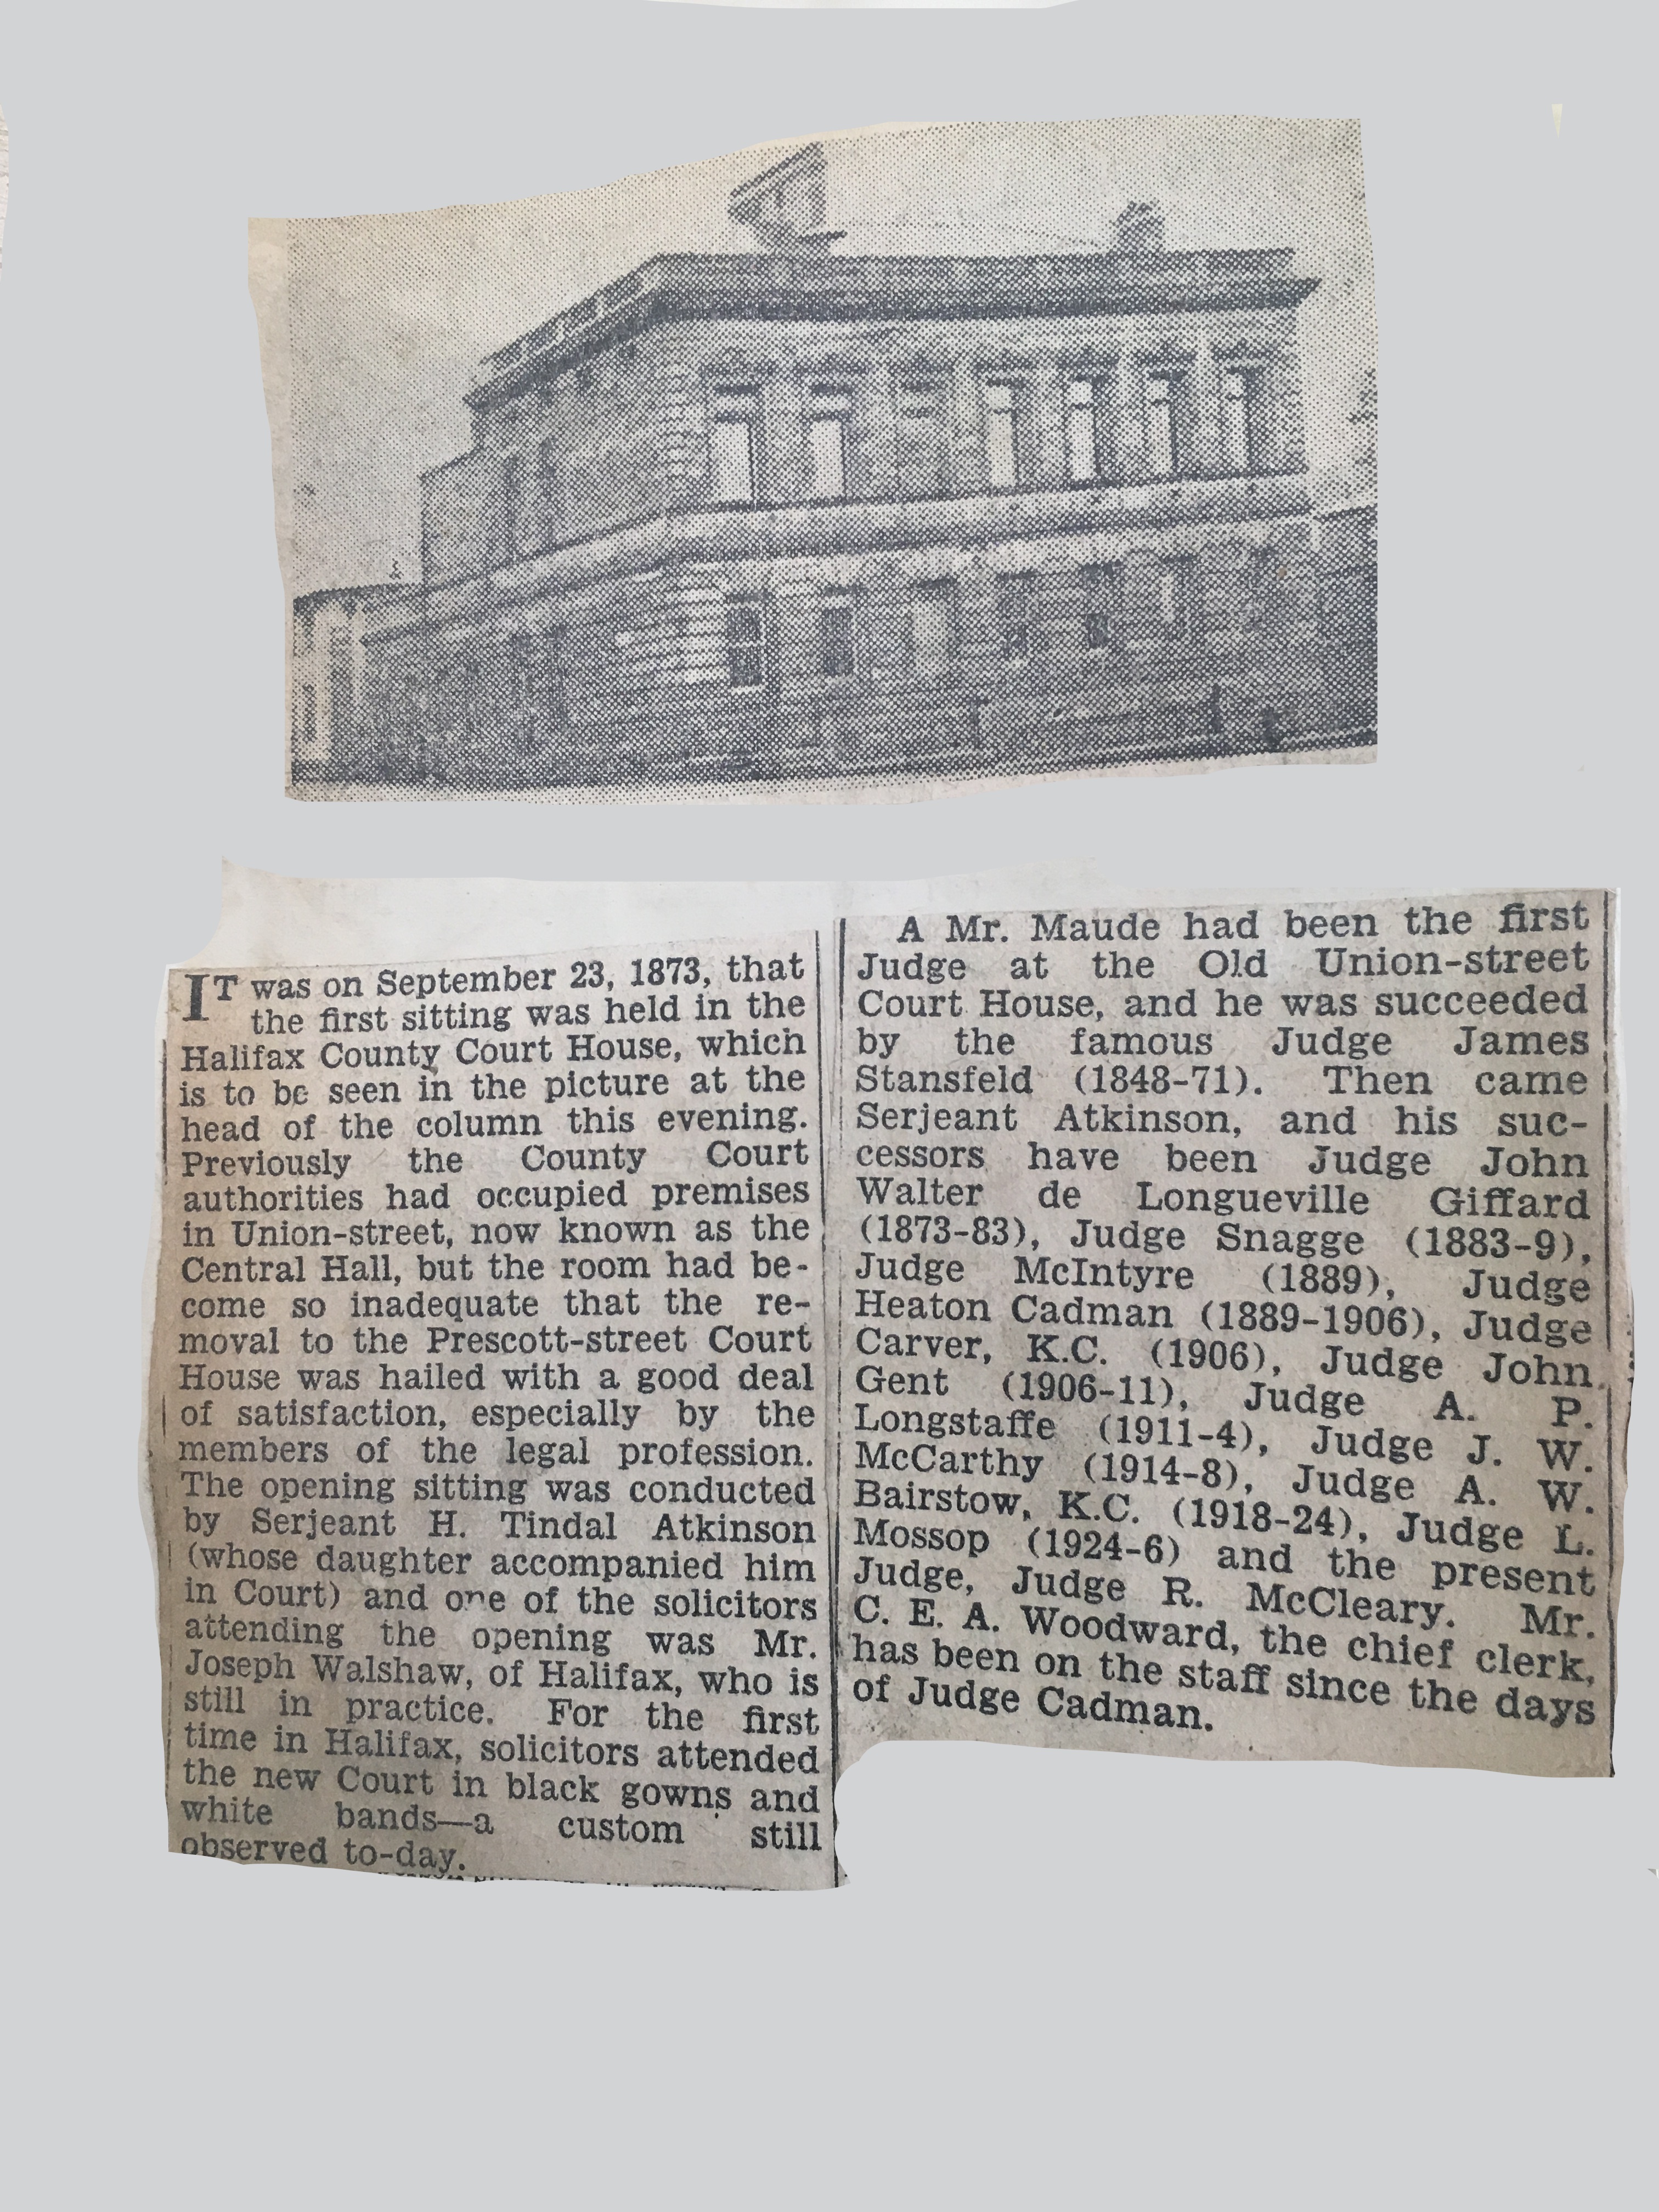 IT was on September 23, 1873, that
the first sitting was held in the
Halifax County Court House, which
is to be seen in the picture at the
head of the column this evening.
Previously the County Court
authorities had occupied premises
in Union-street, now known as the
Central Hall, but the room had be-
come so inadequate that the re-
moval to the Prescott-street Court
House was hailed with a good deal
of satisfaction, especially by the
members of the legal profession.
The opening sitting was conducted
by Serjeant H. Tindal Atkinson
(whose daughter accompanied him
in Court) and one of the solicitors
attending the opening was Mr.
Joseph Walshaw, of Halifax, who is
still in practice. For the first
time in Halifax, solicitors attended
the new Court in black gowns and
white bands—a custom still
observed to-day.
A Mr. Maude had been the first
Judge at the Old Union-street
Court House, and he was succeeded
by the famous Judge James
Stansfeld (1848-71). Then came
Serjeant Atkinson, and his suc-
cessors have been Judge John
Walter de Longueville Giffard
(1873-83), Judge Snagge (1883-9),
Judge McIntyre (1889), Judge
Heaton Cadman (1889-1906), Judge
Carver, K.C. (1906), Judge John
Gent (1906-11), Judge A. P.
Longstaffe (1911-4), Judge J. W.
McCarthy (1914-8), Judge A. W.
Bairstow, K.C. (1918-24), Judge L.
Mossop (1924-6) and the present
Judge, Judge R. McCleary. Mr.
C. E. A. Woodward, the chief clerk,
has been on the staff since the days
of Judge Cadman.